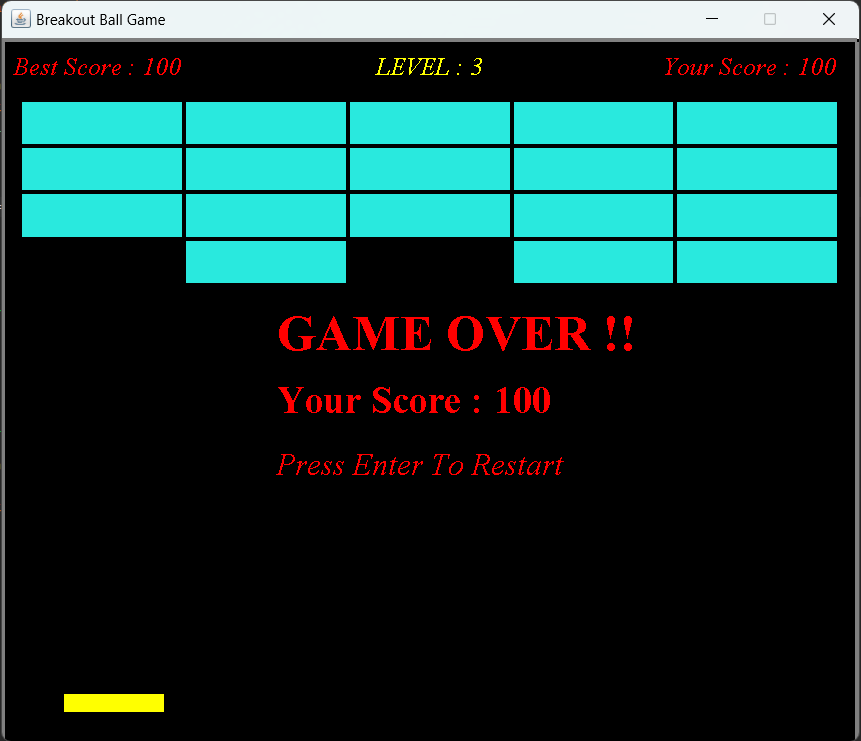 Breakout Ball Game
Best Score : 100 LEVEL : 3 Your Score : 100
GAME OVER !!
Your Score : 100
Press Enter To Restart